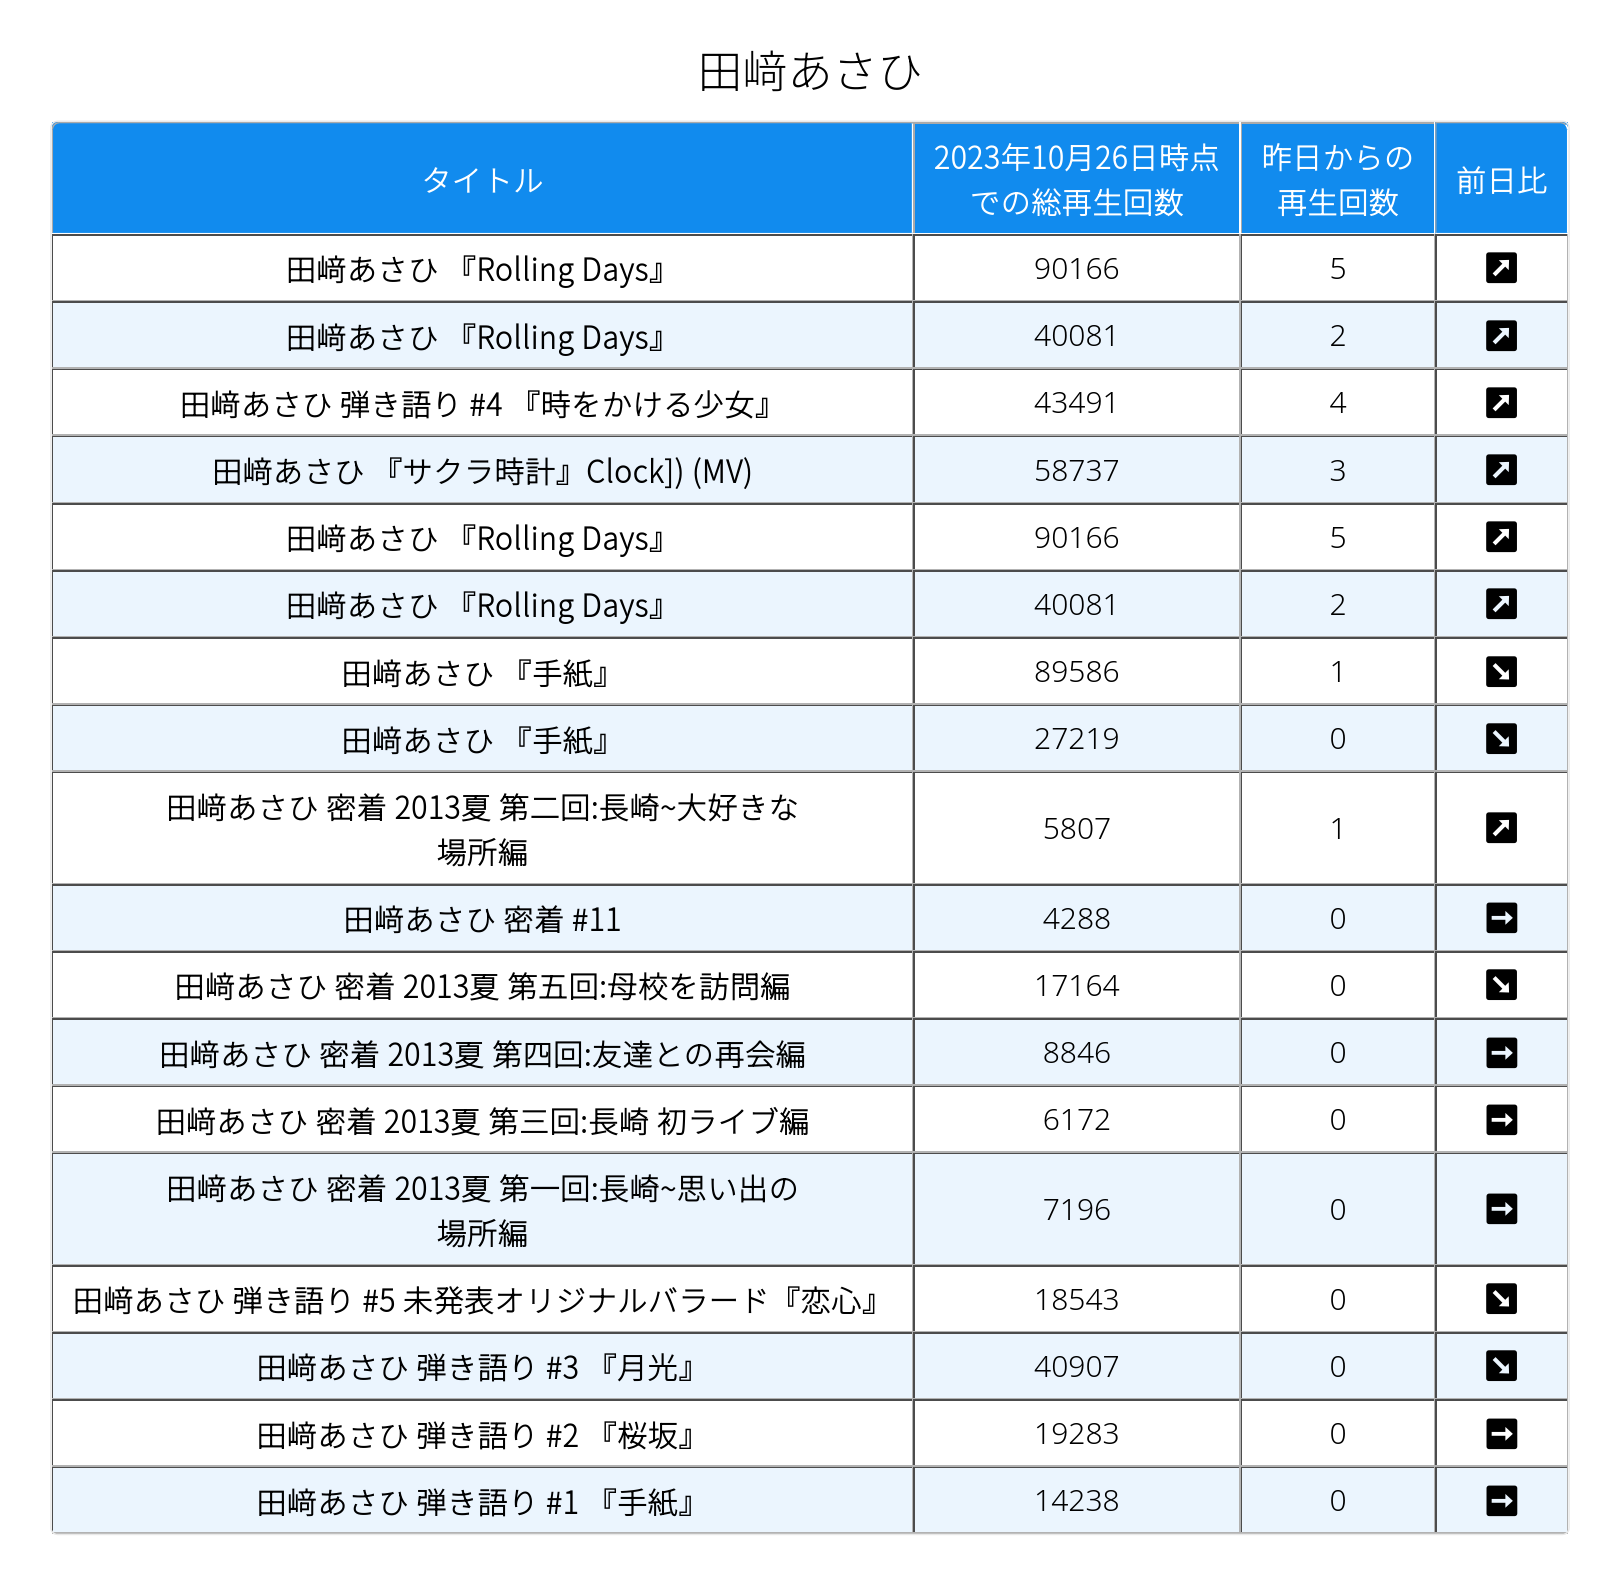 田﨑あさひ
タイトル
2023年10月26日時点
での総再生回数
昨日からの
再生回数
前日比
田﨑あさひ 『Rolling Days』 90166 5 ↗
田﨑あさひ 『Rolling Days』 40081 2 ↗
田﨑あさひ 弾き語り #4 『時をかける少女』 43491 4 ↗
田﨑あさひ 『サクラ時計』Clock]) (MV) 58737 3 ↗
田﨑あさひ 『Rolling Days』 90166 5 ↗
田﨑あさひ 『Rolling Days』 40081 2 ↗
田﨑あさひ 『手紙』 89586 1 ↘
田﨑あさひ 『手紙』 27219 0 ↘
田﨑あさひ 密着 2013夏 第二回:長崎~大好きな
場所編 5807 1 ↗
田﨑あさひ 密着 #11 4288 0 →
田﨑あさひ 密着 2013夏 第五回:母校を訪問編 17164 0 ↘
田﨑あさひ 密着 2013夏 第四回:友達との再会編 8846 0 →
田﨑あさひ 密着 2013夏 第三回:長崎 初ライブ編 6172 0 →
田﨑あさひ 密着 2013夏 第一回:長崎~思い出の
場所編 7196 0 →
田﨑あさひ 弾き語り #5 未発表オリジナルバラード『恋心』 18543 0 ↘
田﨑あさひ 弾き語り #3 『月光』 40907 0 ↘
田﨑あさひ 弾き語り #2 『桜坂』 19283 0 →
田﨑あさひ 弾き語り #1 『手紙』 14238 0 →